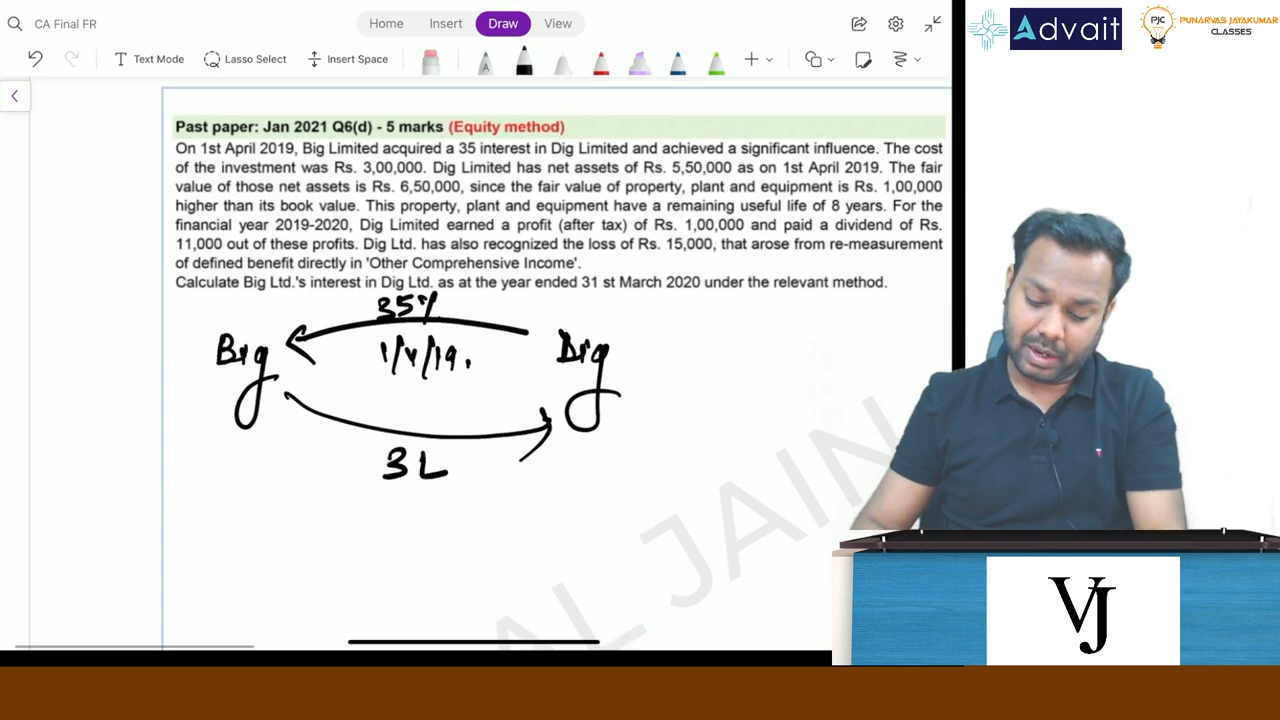 CA Final FR
Home Insert Draw View
Advait
PJC
PUNARVAS JAYAKUMAR
CLASSES
Text Mode Lasso Select Insert Space
A
Past paper: Jan 2021 Q6(d) - 5 marks (Equity method)
On 1st April 2019, Big Limited acquired a 35 interest in Dig Limited and achieved a significant influence. The cost
of the investment was Rs. 3,00,000. Dig Limited has net assets of Rs. 5,50,000 as on 1st April 2019. The fair
value of those net assets is Rs. 6,50,000, since the fair value of property, plant and equipment is Rs. 1,00,000
higher than its book value. This property, plant and equipment have a remaining useful life of 8 years. For the
financial year 2019-2020, Dig Limited earned a profit (after tax) of Rs. 1,00,000 and paid a dividend of Rs.
11,000 out of these profits. Dig Ltd. has also recognized the loss of Rs. 15,000, that arose from re-measurement
of defined benefit directly in 'Other Comprehensive Income'.
Calculate Big Ltd.'s interest in Dig Ltd. as at the year ended 31 st March 2020 under the relevant method.
35%
Big 1/4/19. Dig
3L
AL JAIN
VJ